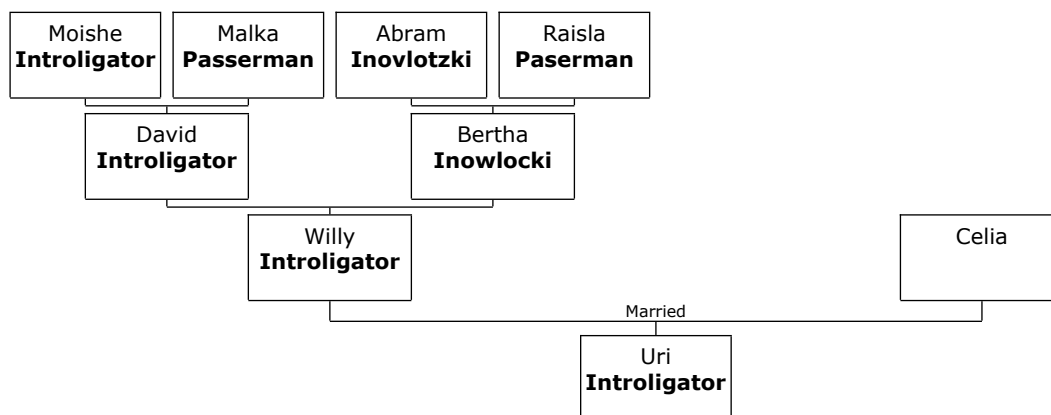 Moishe
Introligator
Malka
Passerman
Abram
Inovlotzki
Raisla
Paserman
David
Introligator
Bertha
Inowlocki
Willy
Introligator
Celia
Married
Uri
Introligator